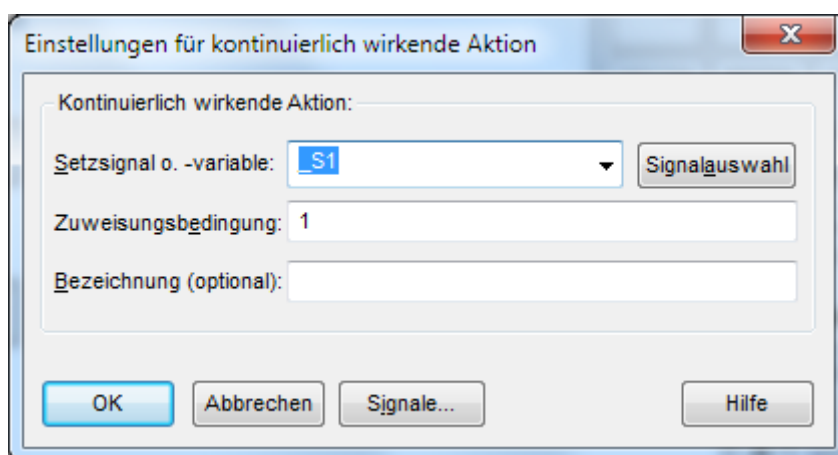 Einstellungen für kontinuierlich wirkende Aktion
Kontinuierlich wirkende Aktion:
Setzsignal o. -variable: _S1 Signalauswahl
Zuweisungsbedingung: 1
Bezeichnung (optional):
OK Abbrechen Signale... Hilfe